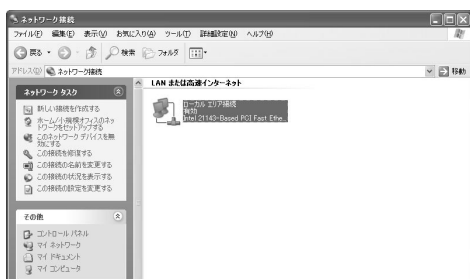 ネットワーク接続
ファイル(F) 編集(E) 表示(V) お気に入り(A) ツール(T) 詳細設定(N) ヘルプ(H)
戻る 検索 フォルダ
アドレス(D) ネットワーク接続 移動
ネットワーク タスク
新しい接続を作成する
ホーム/小規模オフィスのネットワークをセットアップする
このネットワーク デバイスを無効にする
この接続を修復する
この接続の名前を変更する
この接続の状況を表示する
この接続の設定を変更する
その他
コントロール パネル
マイ ネットワーク
マイ ドキュメント
マイ コンピュータ
LAN または高速インターネット
ローカル エリア接続
有効
Intel 21143-Based PCI Fast Ethe...